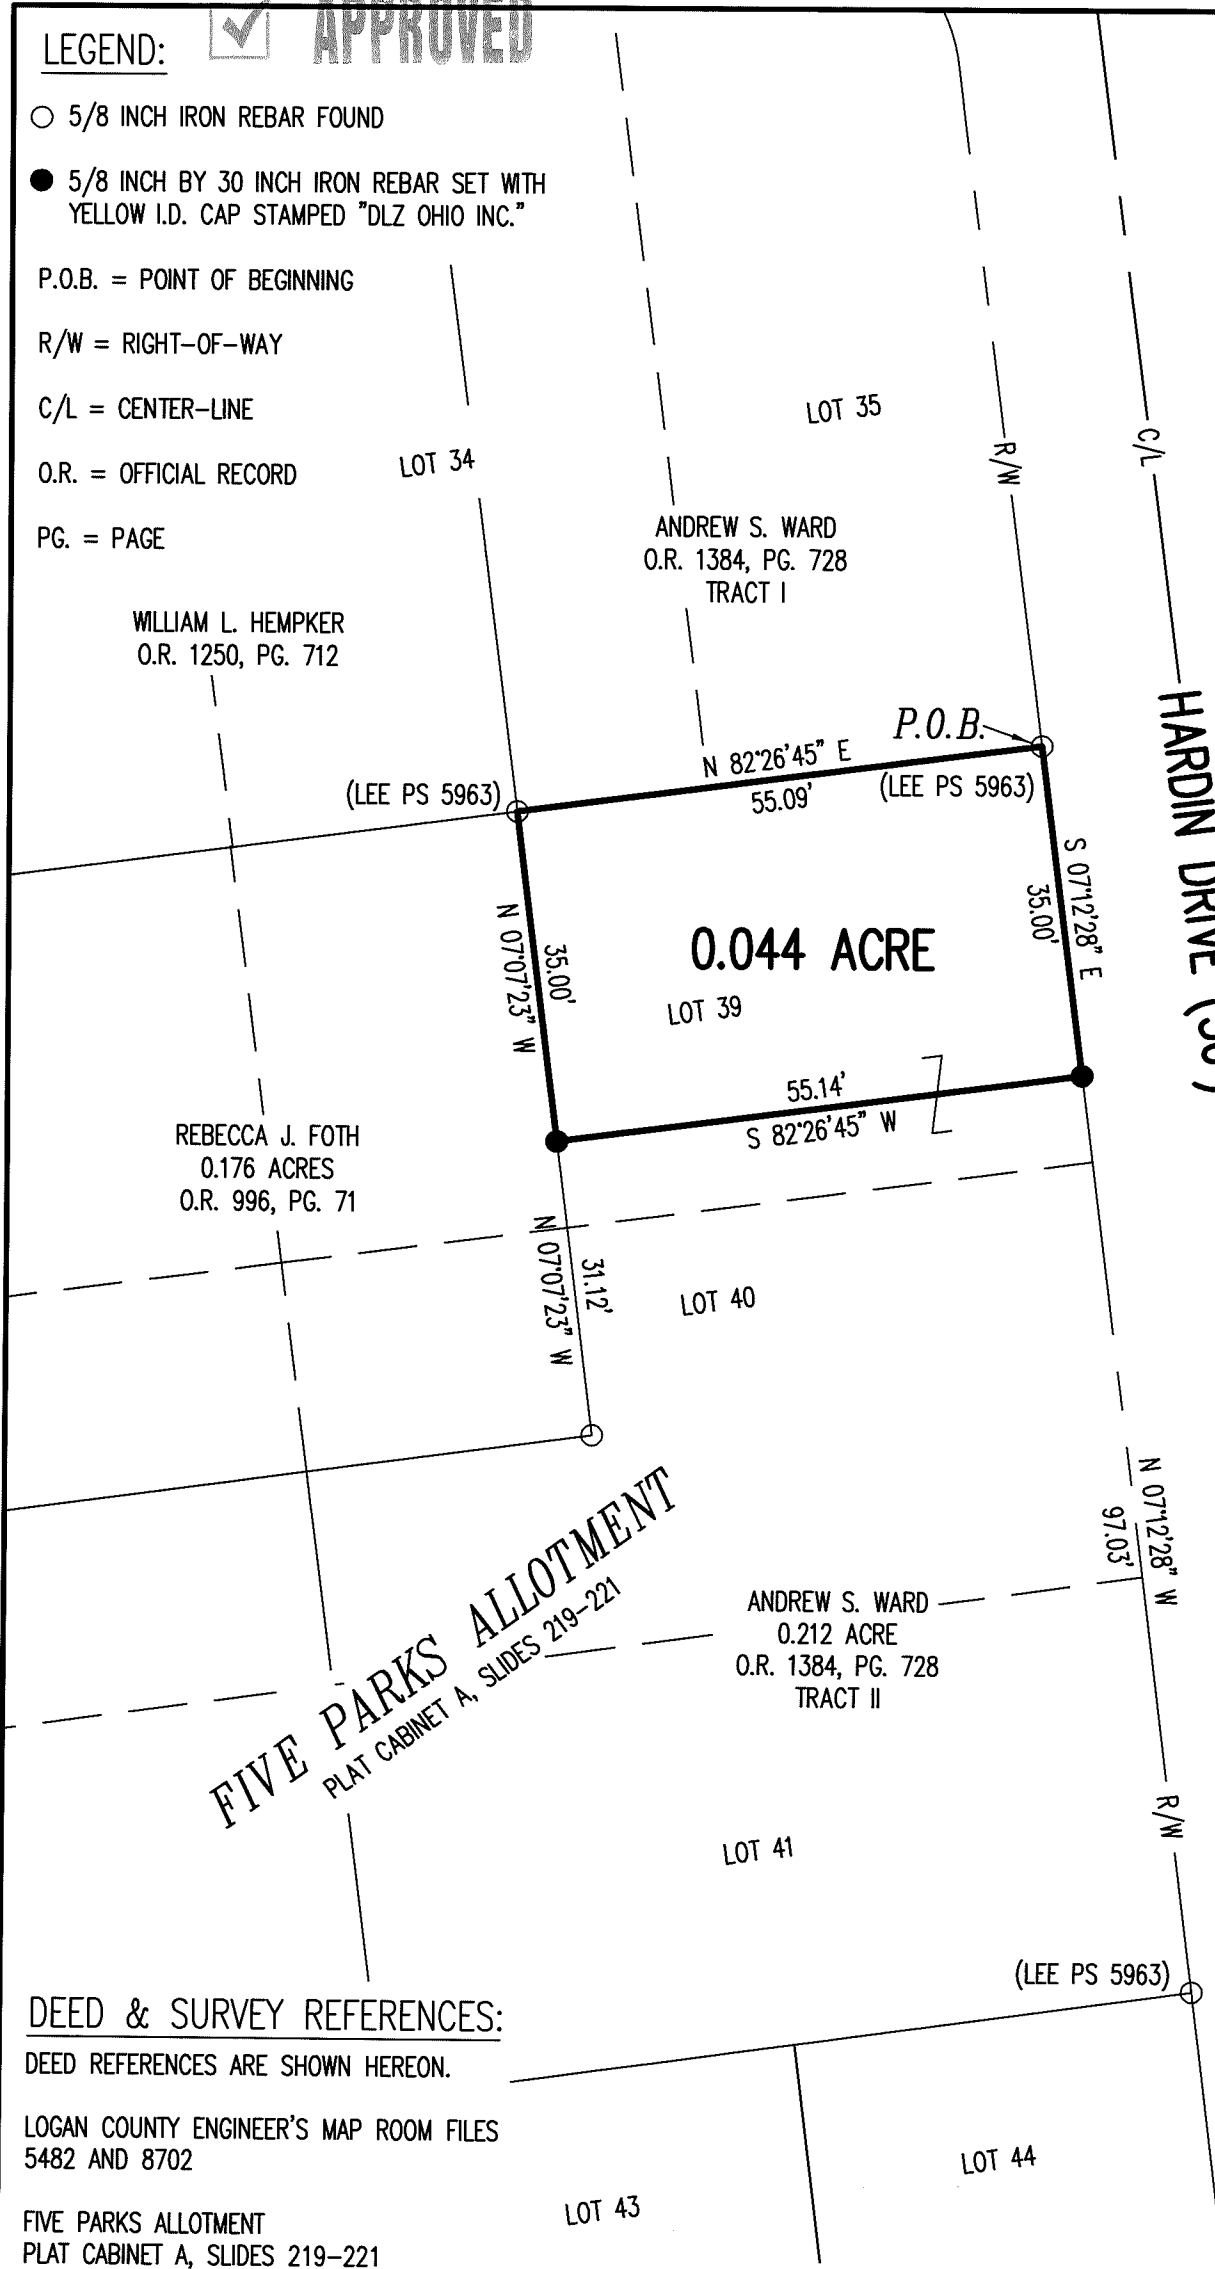 APPROVED
LEGEND:
5/8 INCH IRON REBAR FOUND
5/8 INCH BY 30 INCH IRON REBAR SET WITH
YELLOW I.D. CAP STAMPED "DLZ OHIO INC."
P.O.B. = POINT OF BEGINNING
R/W = RIGHT-OF-WAY
C/L = CENTER-LINE
O.R. = OFFICIAL RECORD
PG. = PAGE
LOT 34
LOT 35
R/W
C/L
ANDREW S. WARD
O.R. 1384, PG. 728
TRACT I
WILLIAM L. HEMPKER
O.R. 1250, PG. 712
HARDIN DRIVE
P.O.B.
N 82°26'45" E
55.09'
(LEE PS 5963)
(LEE PS 5963)
S 07°12'28" E
35.00'
N 07°07'23" W
35.00'
0.044 ACRE
LOT 39
55.14'
S 82°26'45" W
REBECCA J. FOTH
0.176 ACRES
O.R. 996, PG. 71
N 07°07'23" W
31.12'
LOT 40
N 07°12'28" W
97.03'
FIVE PARKS ALLOTMENT
PLAT CABINET A, SLIDES 219-221
ANDREW S. WARD
0.212 ACRE
O.R. 1384, PG. 728
TRACT II
R/W
LOT 41
(LEE PS 5963)
DEED & SURVEY REFERENCES:
DEED REFERENCES ARE SHOWN HEREON.
LOGAN COUNTY ENGINEER'S MAP ROOM FILES
5482 AND 8702
FIVE PARKS ALLOTMENT
PLAT CABINET A, SLIDES 219-221
LOT 43
LOT 44